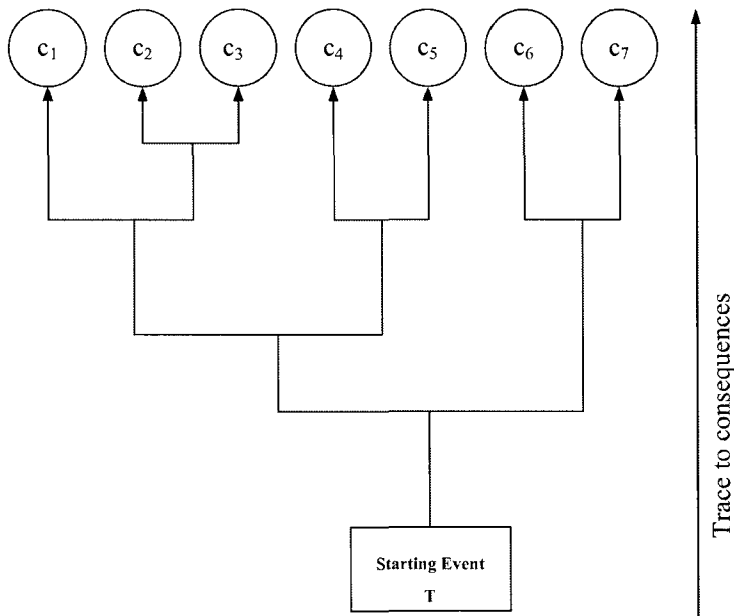 c₁ c₂ c₃ c₄ c₅ c₆ c₇
Trace to consequences
Starting Event
T